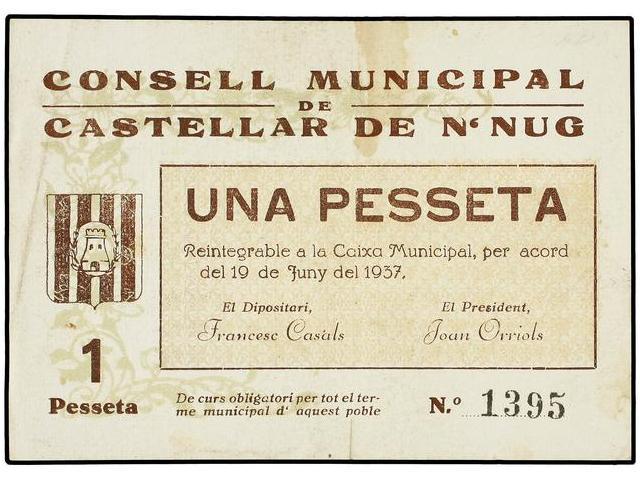 CONSELL MUNICIPAL
DE
CASTELLAR DE N' NUG
UNA PESSETA
Reintegrable a la Caixa Municipal, per acord
del 19 de Juny del 1937.
El Dipositari,
El President,
Francesc Casals
Joan Orriols
1
Pesseta
De curs obligatori per tot el ter-
me municipal d' aquest poble
N.º 1395